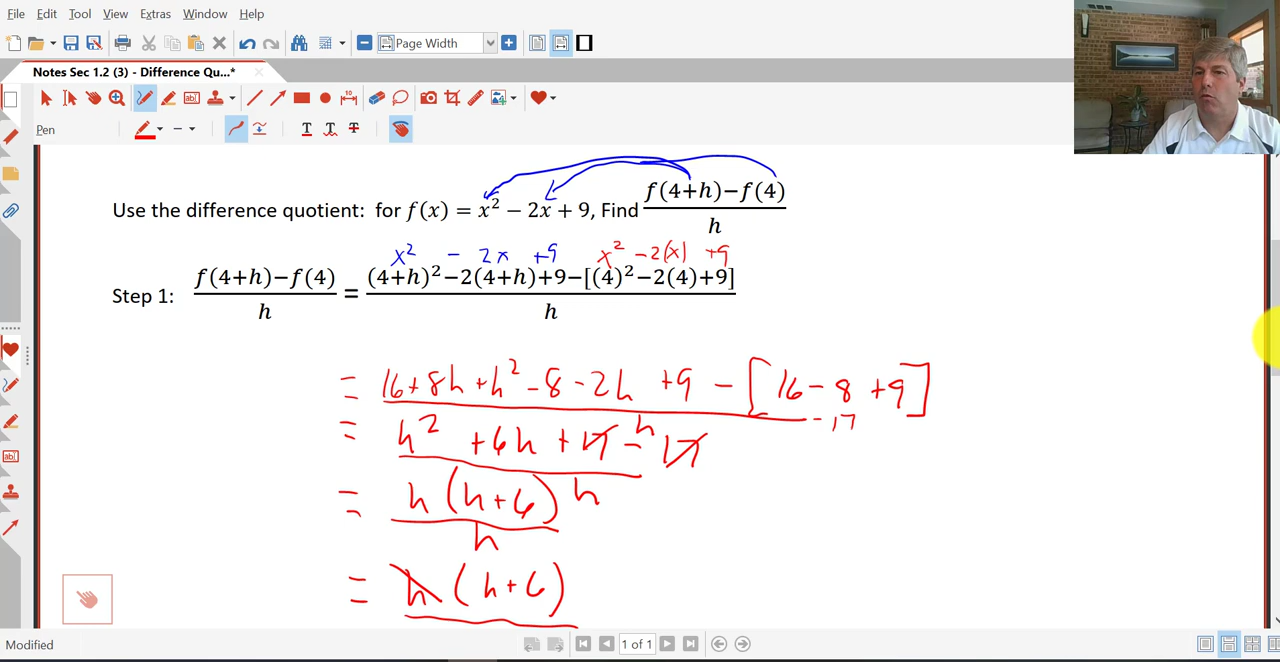 File Edit Tool View Extras Window Help
Page Width
Notes Sec 1.2 (3) - Difference Qu...*
Pen
T T T
Use the difference quotient: for f(x) = x² − 2x + 9, Find f(4+h)−f(4) / h
x² - 2x +9 x² -2(x) +9
Step 1: f(4+h)−f(4) / h = (4+h)²−2(4+h)+9−[(4)²−2(4)+9] / h
= 16+8h+h²-8-2h +9 - [16-8+9] / h
-17
= h² +6h +17 -17 / h
= h(h+6) / h
= h(h+6)
1 of 1
Modified